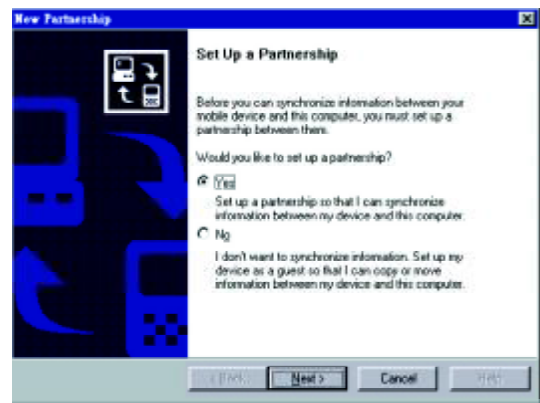 New Partnership
Set Up a Partnership
Before you can synchronize information between your
mobile device and this computer, you must set up a
partnership between them.
Would you like to set up a partnership?
Yes
Set up a partnership so that I can synchronize
information between my device and this computer.
No
I don't want to synchronize information. Set up my
device as a guest so that I can copy or move
information between my device and this computer.
< Back
Next >
Cancel
Help